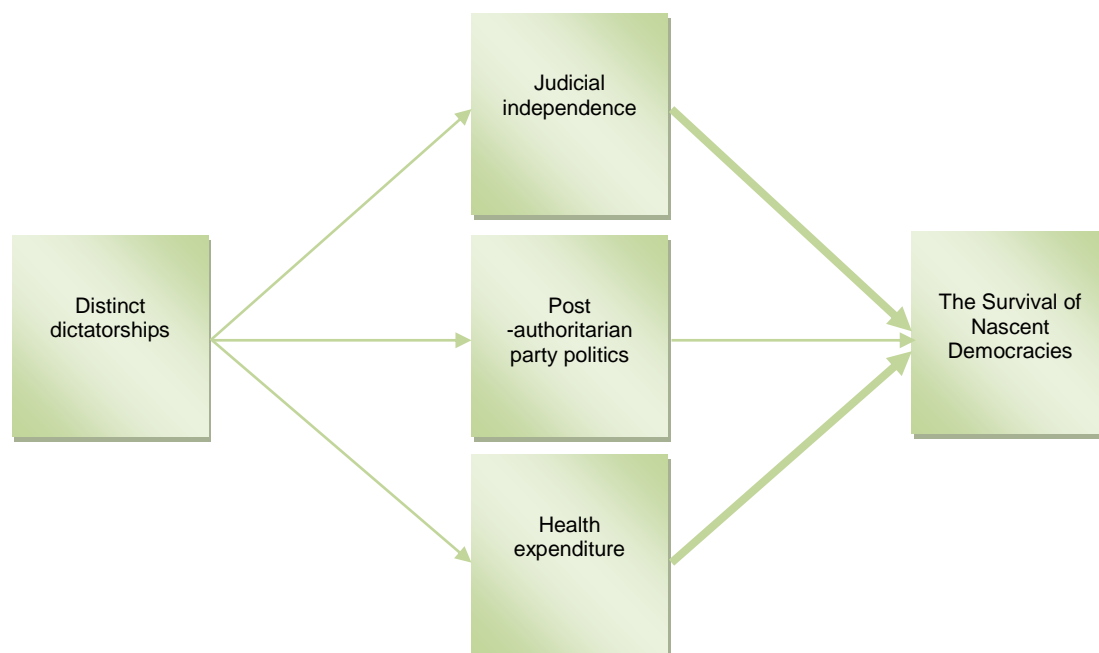 Judicial
independence
Distinct
dictatorships
Post
-authoritarian
party politics
The Survival of
Nascent
Democracies
Health
expenditure